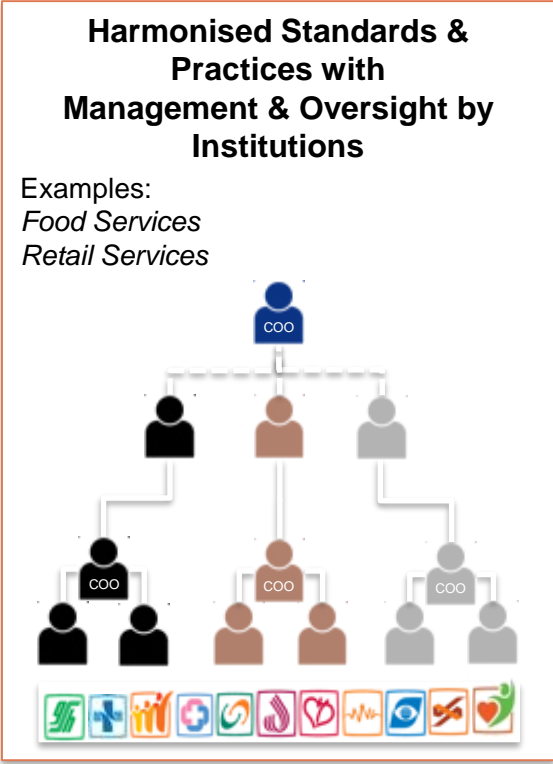 Harmonised Standards &
Practices with
Management & Oversight by
Institutions
Examples:
Food Services
Retail Services
COO
COO
COO
COO